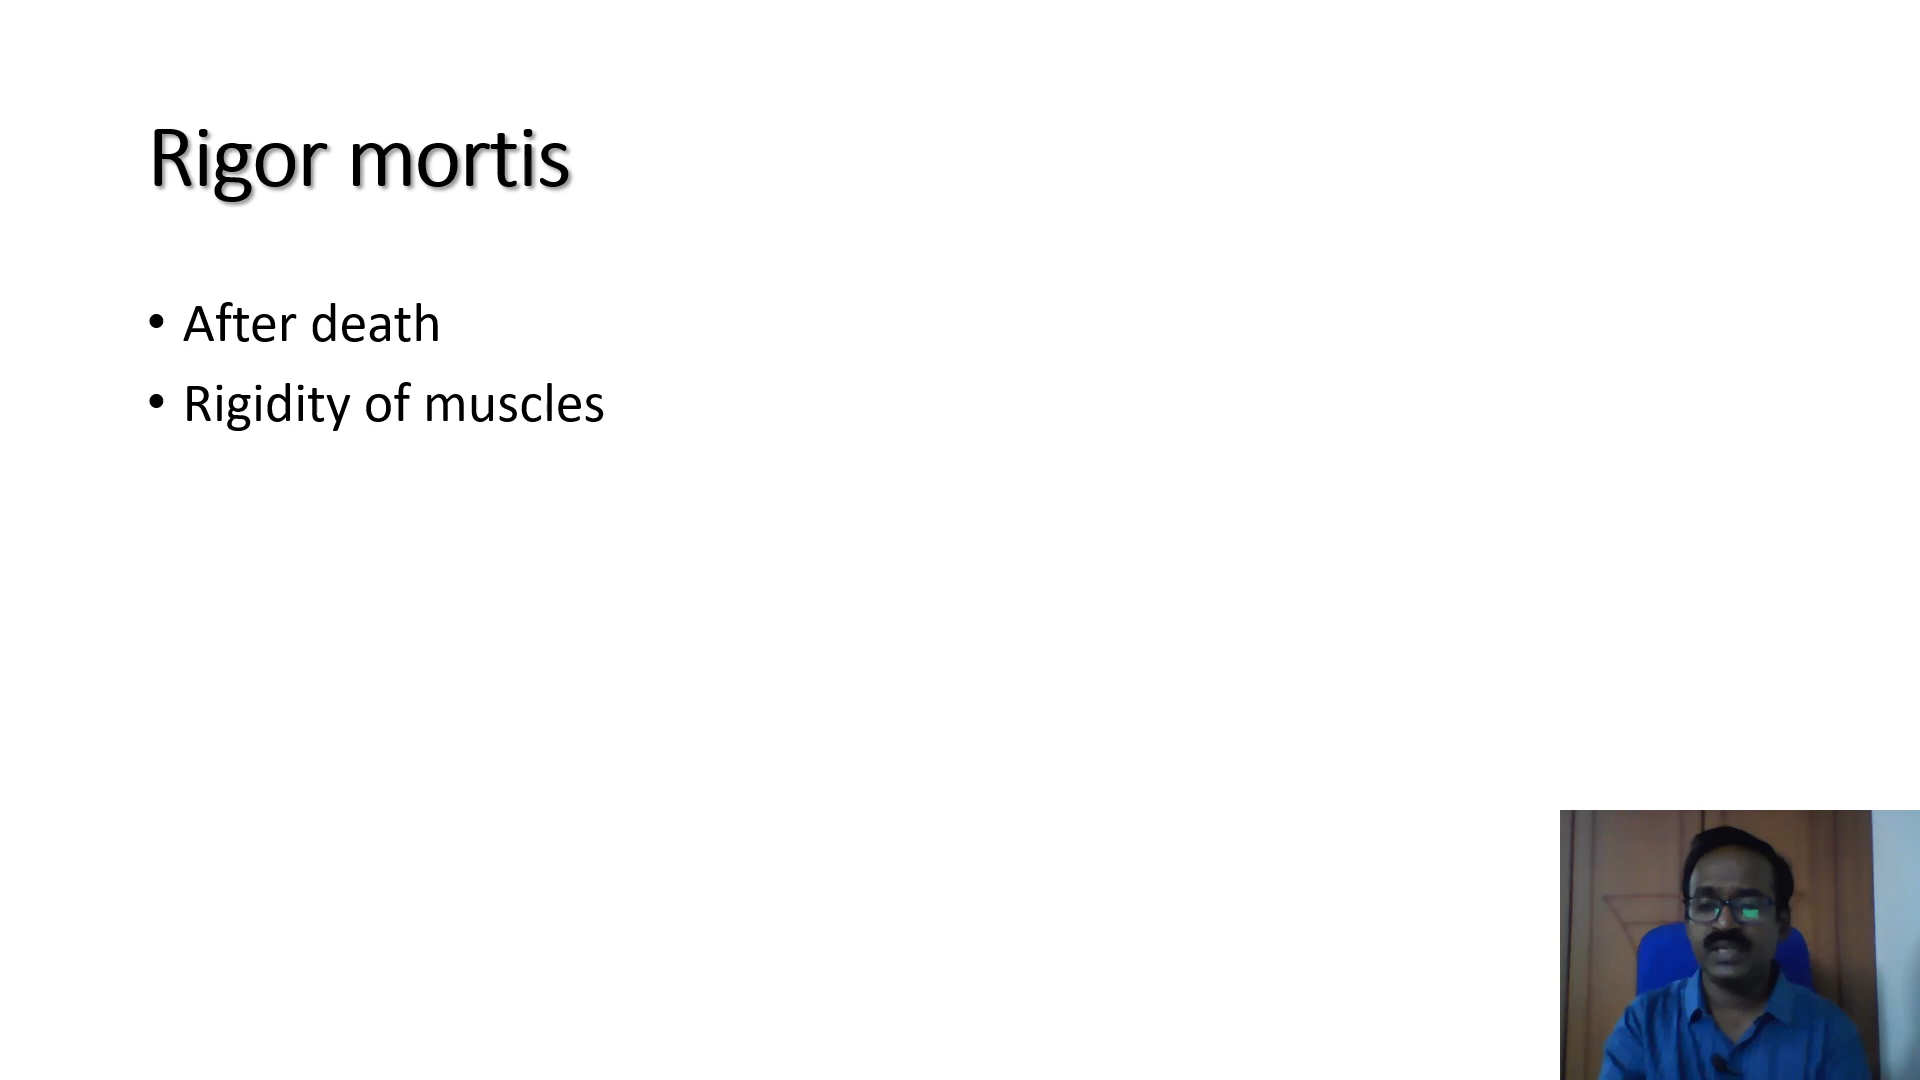 Rigor mortis
• After death
• Rigidity of muscles